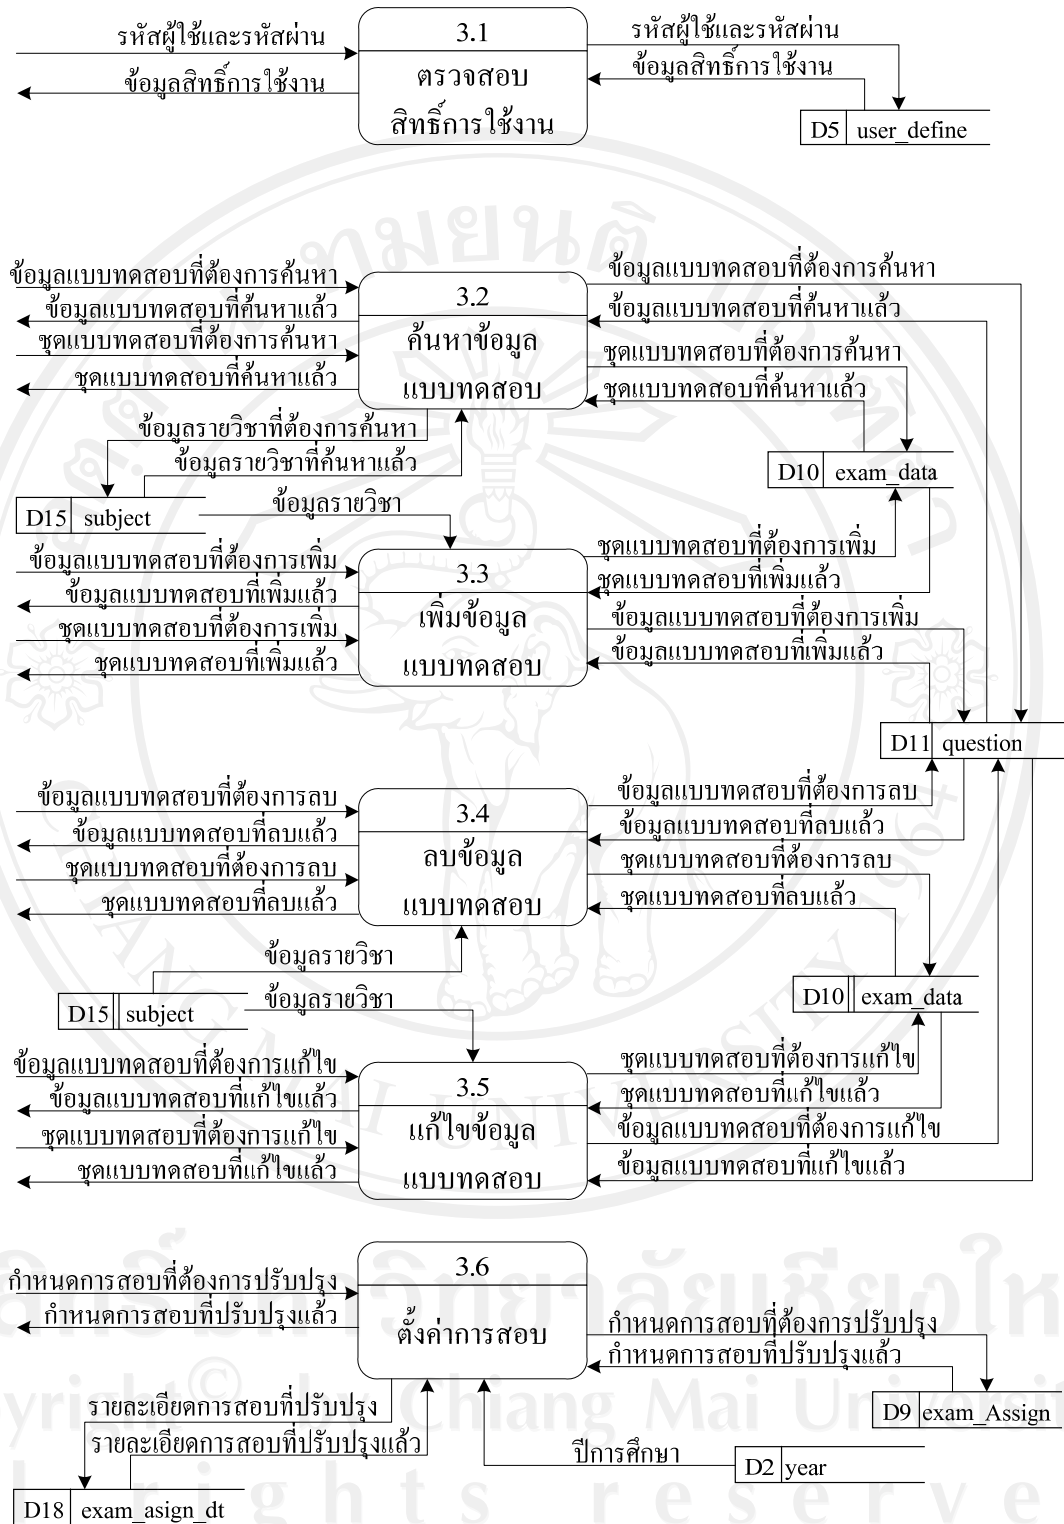 รหัสผู้ใช้และรหัสผ่าน
ข้อมูลสิทธิ์การใช้งาน
3.1
ตรวจสอบ
สิทธิ์การใช้งาน
รหัสผู้ใช้และรหัสผ่าน
ข้อมูลสิทธิ์การใช้งาน
D5 user_define
ข้อมูลแบบทดสอบที่ต้องการค้นหา
ข้อมูลแบบทดสอบที่ค้นหาแล้ว
ชุดแบบทดสอบที่ต้องการค้นหา
ชุดแบบทดสอบที่ค้นหาแล้ว
3.2
ค้นหาข้อมูล
แบบทดสอบ
ข้อมูลแบบทดสอบที่ต้องการค้นหา
ข้อมูลแบบทดสอบที่ค้นหาแล้ว
ชุดแบบทดสอบที่ต้องการค้นหา
ชุดแบบทดสอบที่ค้นหาแล้ว
ข้อมูลรายวิชาที่ต้องการค้นหา
ข้อมูลรายวิชาที่ค้นหาแล้ว
D10 exam_data
D15 subject
ข้อมูลรายวิชา
ข้อมูลแบบทดสอบที่ต้องการเพิ่ม
ข้อมูลแบบทดสอบที่เพิ่มแล้ว
ชุดแบบทดสอบที่ต้องการเพิ่ม
ชุดแบบทดสอบที่เพิ่มแล้ว
3.3
เพิ่มข้อมูล
แบบทดสอบ
ชุดแบบทดสอบที่ต้องการเพิ่ม
ชุดแบบทดสอบที่เพิ่มแล้ว
ข้อมูลแบบทดสอบที่ต้องการเพิ่ม
ข้อมูลแบบทดสอบที่เพิ่มแล้ว
D11 question
ข้อมูลแบบทดสอบที่ต้องการลบ
ข้อมูลแบบทดสอบที่ลบแล้ว
ชุดแบบทดสอบที่ต้องการลบ
ชุดแบบทดสอบที่ลบแล้ว
3.4
ลบข้อมูล
แบบทดสอบ
ข้อมูลแบบทดสอบที่ต้องการลบ
ข้อมูลแบบทดสอบที่ลบแล้ว
ชุดแบบทดสอบที่ต้องการลบ
ชุดแบบทดสอบที่ลบแล้ว
ข้อมูลรายวิชา
D15 subject
ข้อมูลรายวิชา
D10 exam_data
ข้อมูลแบบทดสอบที่ต้องการแก้ไข
ข้อมูลแบบทดสอบที่แก้ไขแล้ว
ชุดแบบทดสอบที่ต้องการแก้ไข
ชุดแบบทดสอบที่แก้ไขแล้ว
3.5
แก้ไขข้อมูล
แบบทดสอบ
ชุดแบบทดสอบที่ต้องการแก้ไข
ชุดแบบทดสอบที่แก้ไขแล้ว
ข้อมูลแบบทดสอบที่ต้องการแก้ไข
ข้อมูลแบบทดสอบที่แก้ไขแล้ว
กำหนดการสอบที่ต้องการปรับปรุง
กำหนดการสอบที่ปรับปรุงแล้ว
3.6
ตั้งค่าการสอบ
กำหนดการสอบที่ต้องการปรับปรุง
กำหนดการสอบที่ปรับปรุงแล้ว
D9 exam_Assign
รายละเอียดการสอบที่ปรับปรุง
รายละเอียดการสอบที่ปรับปรุงแล้ว
ปีการศึกษา
D2 year
D18 exam_asign_dt
CHIANG MAI UNIVERSITY 1964
by Chiang Mai
rights